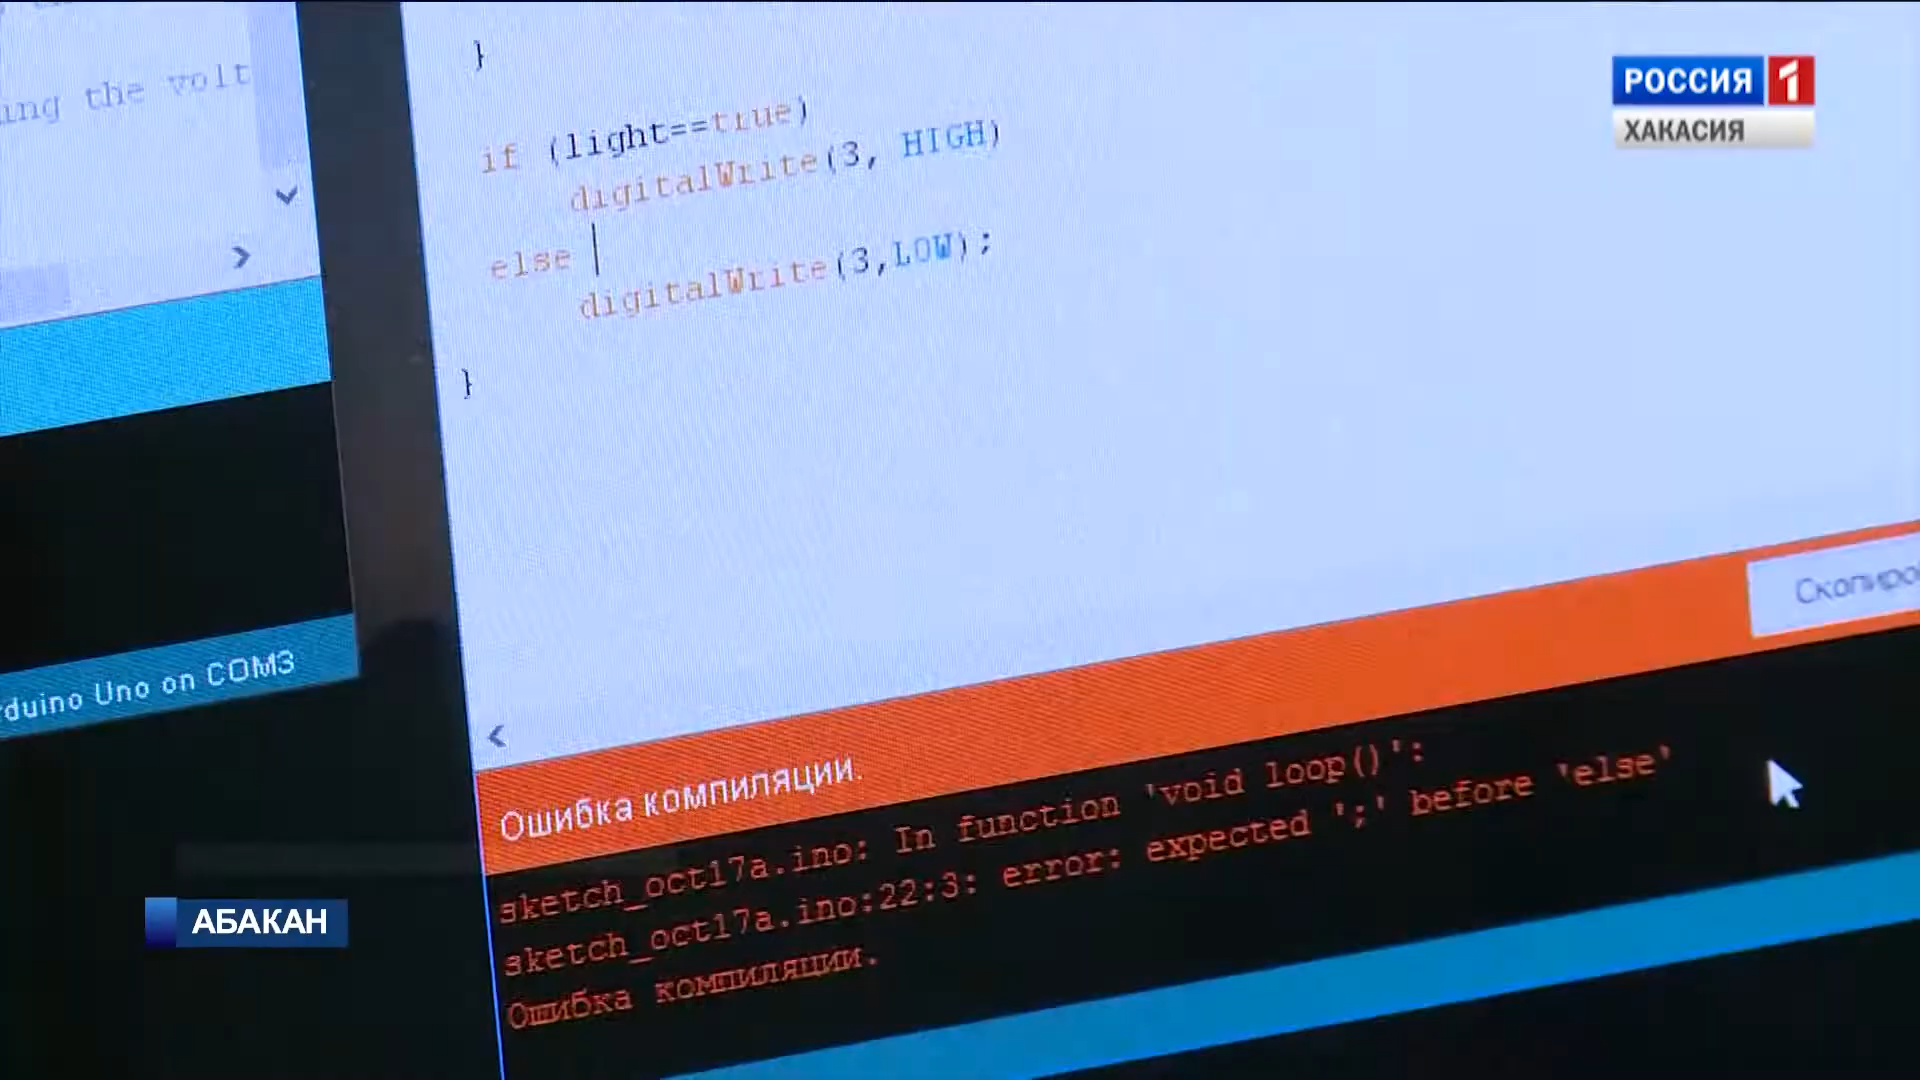 ing the volt
}
if (light==true)
digitalWrite(3, HIGH)
else
digitalWrite(3,LOW);
}
РОССИЯ 1
ХАКАСИЯ
Uno on COM3
Ошибка компиляции.
sketch_oct17a.ino: In function 'void loop()':
sketch_oct17a.ino:22:3: error: expected ';' before 'else'
Ошибка компиляции.
АБАКАН